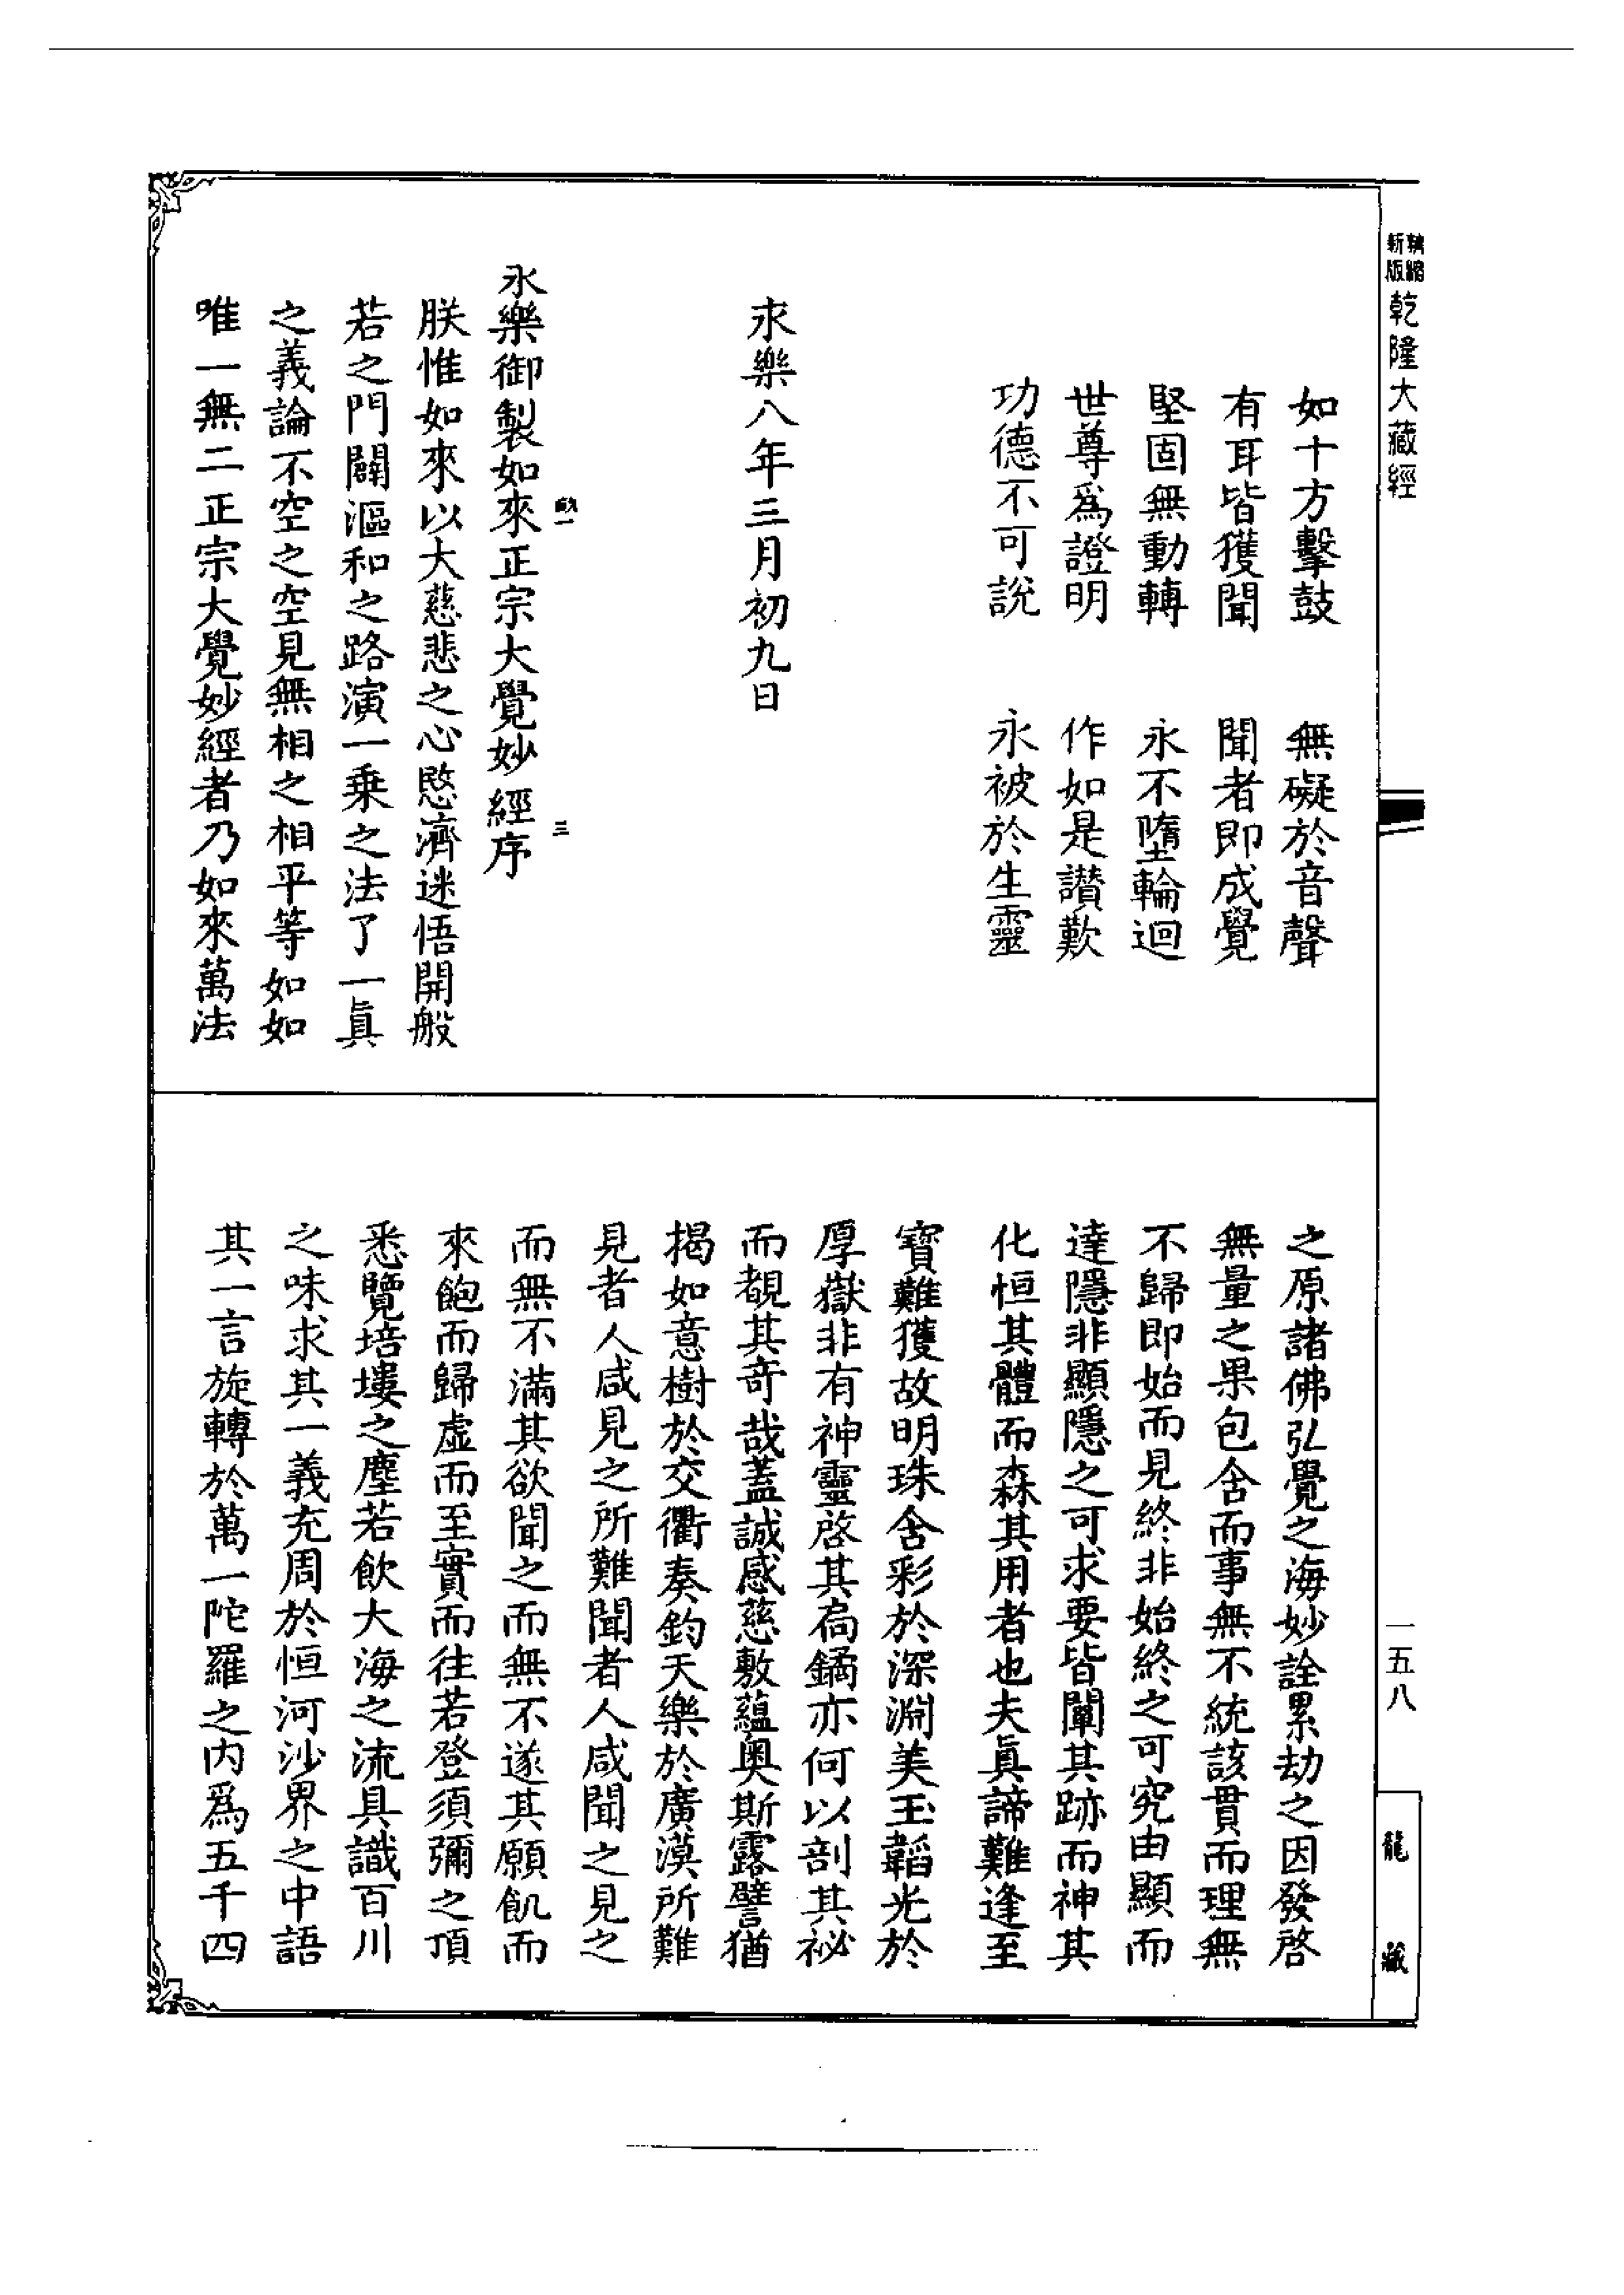 精縮新版乾隆大藏經
如十方擊鼓　無礙於音聲
有耳皆獲聞　聞者即成覺
堅固無動轉　永不墮輪迴
世尊爲證明　作如是讚歎
功德不可說　永被於生靈
永樂八年三月初九日
三
永樂御製如來正宗大覺妙經序
朕惟如來以大慈悲之心愍濟迷悟開般
若之門闢漚和之路演一乗之法了一眞
之義論不空之空見無相之相平等如如
唯一無二正宗大覺妙經者乃如來萬法
之原諸佛弘覺之海妙詮累劫之因發啓
無量之果包含而事無不統該貫而理無
不歸即始而見終非始終之可究由顯而
達隱非顯隱之可求要皆闡其跡而神其
化恒其體而森其用者也夫眞諦難逢至
寶難獲故明珠含彩於深淵美玉韜光於
厚嶽非有神靈啓其扃鐍亦何以剖其祕
而覩其奇哉蓋誠感慈敷蘊奧斯露譬猶
揭如意樹於交衢奏鈞天樂於廣漠所難
見者人咸見之所難聞者人咸聞之見之
而無不滿其欲聞之而無不遂其願飢而
來飽而歸虛而至實而往若登須彌之頂
悉覽培塿之塵若飲大海之流具識百川
之味求其一義充周於恒河沙界之中語
其一言旋轉於萬一陀羅之内爲五千四
一五八
龍藏